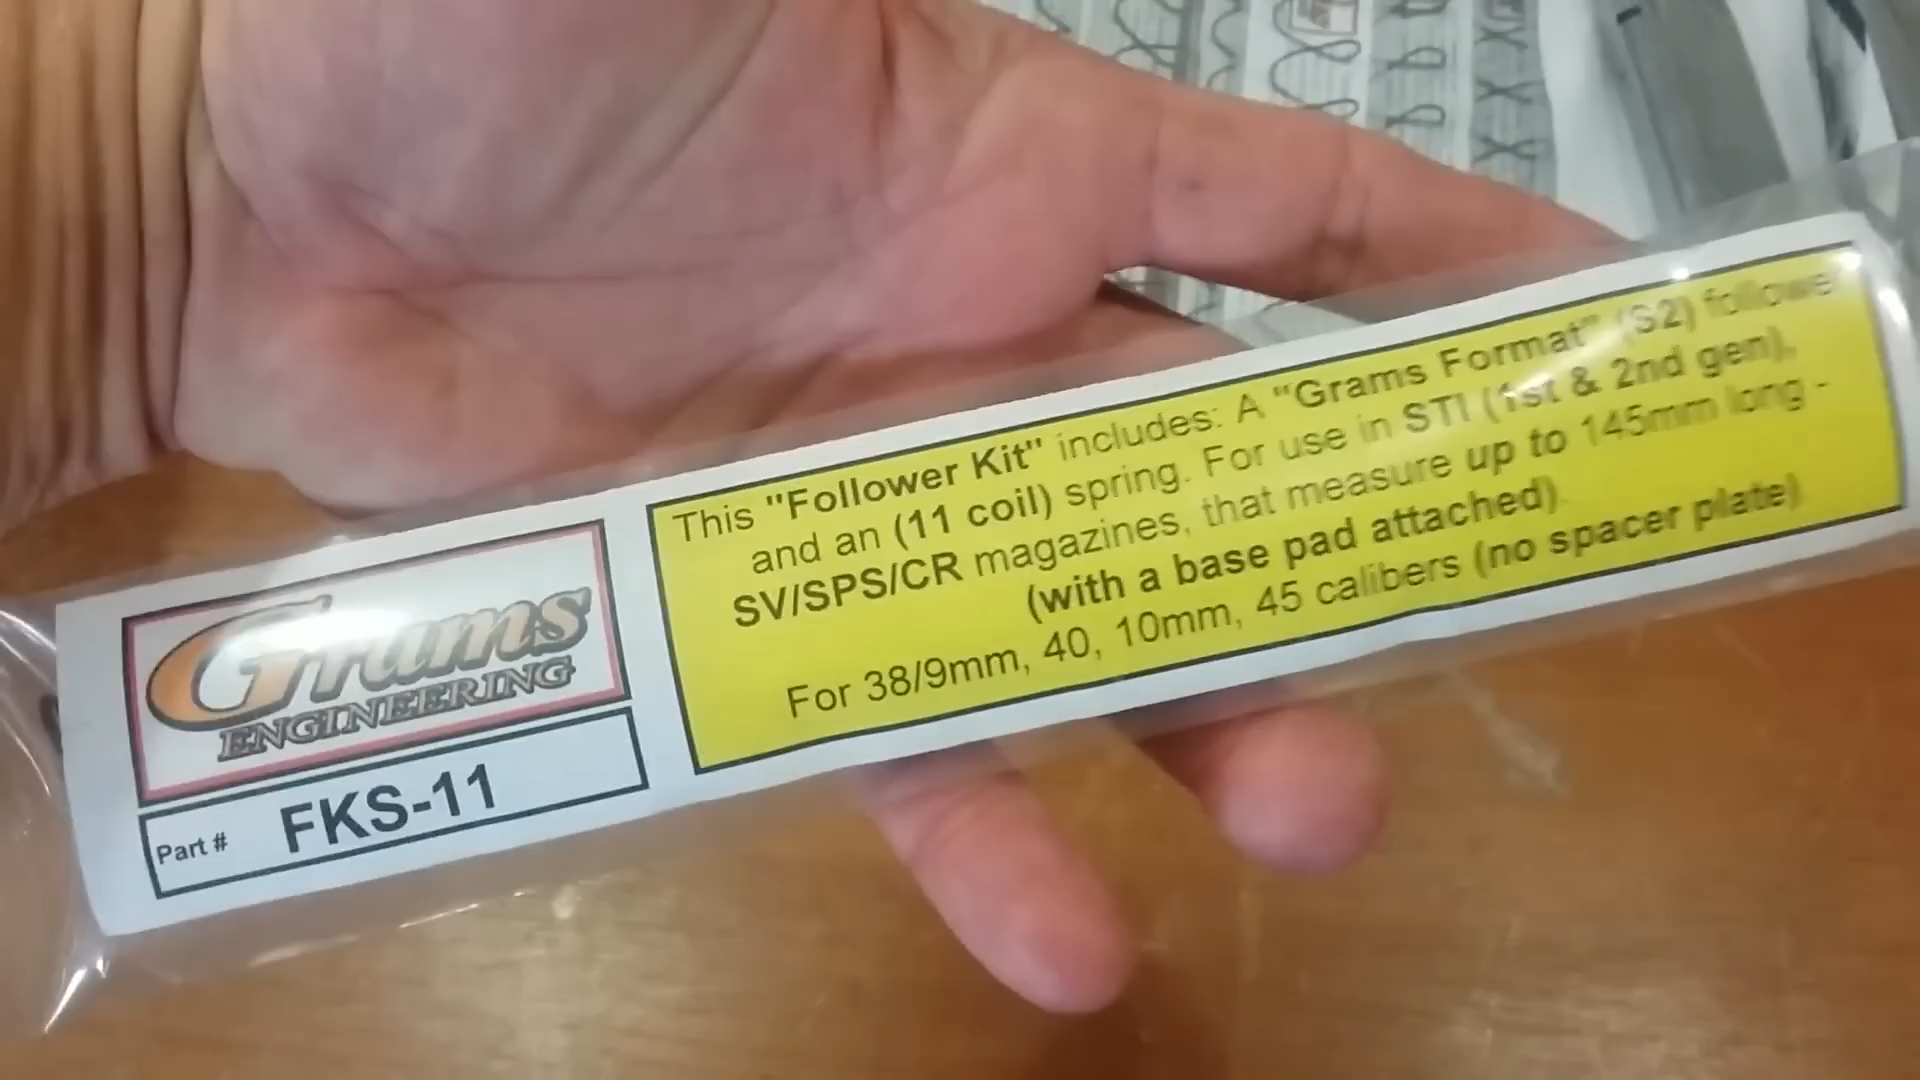 Grams
ENGINEERING
Part # FKS-11
This "Follower Kit" includes: A "Grams Format" (S2) follower
and an (11 coil) spring. For use in STI (1st & 2nd gen),
SV/SPS/CR magazines, that measure up to 145mm long -
(with a base pad attached).
For 38/9mm, 40, 10mm, 45 calibers (no spacer plate)